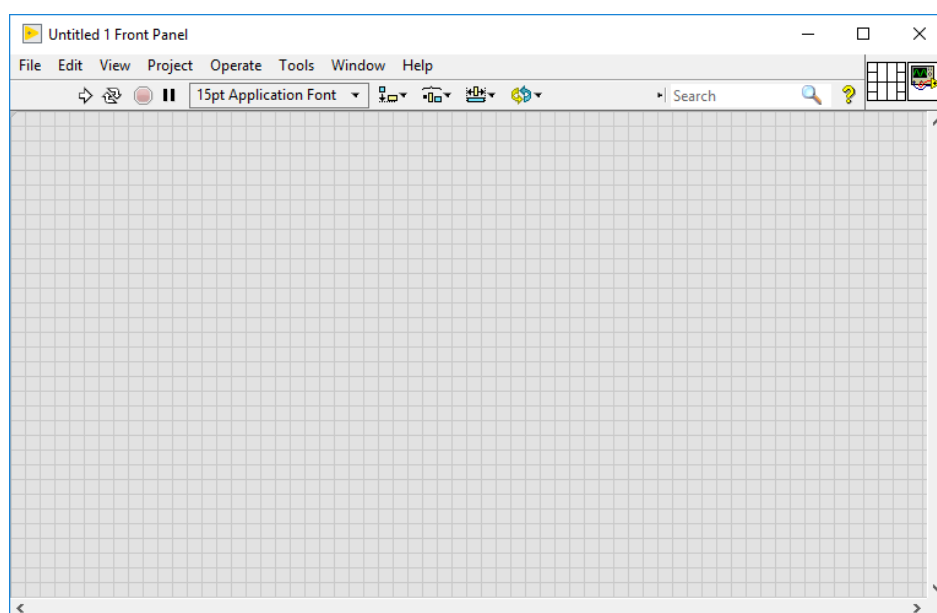 Untitled 1 Front Panel
File Edit View Project Operate Tools Window Help
15pt Application Font Search ?